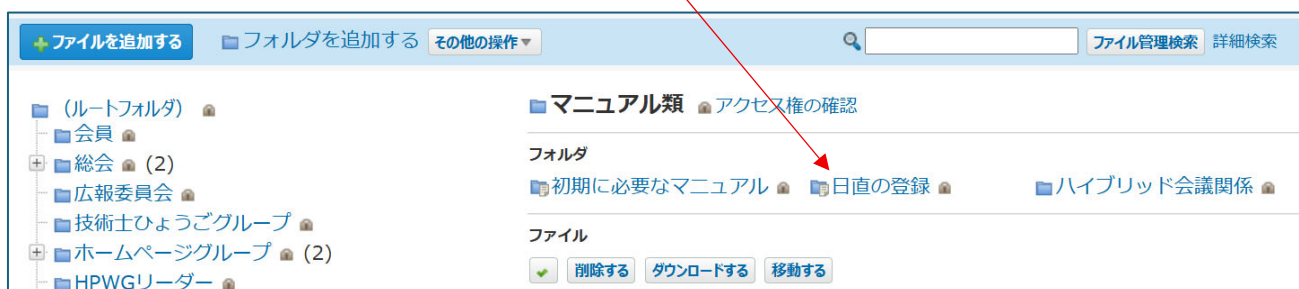 ファイルを追加する フォルダを追加する その他の操作▼ ファイル管理検索 詳細検索
(ルートフォルダ)
会員
総会 (2)
広報委員会
技術士ひょうごグループ
ホームページグループ (2)
HPWGリーダー
マニュアル類 アクセス権の確認
フォルダ
初期に必要なマニュアル 日直の登録 ハイブリッド会議関係
ファイル
削除する ダウンロードする 移動する